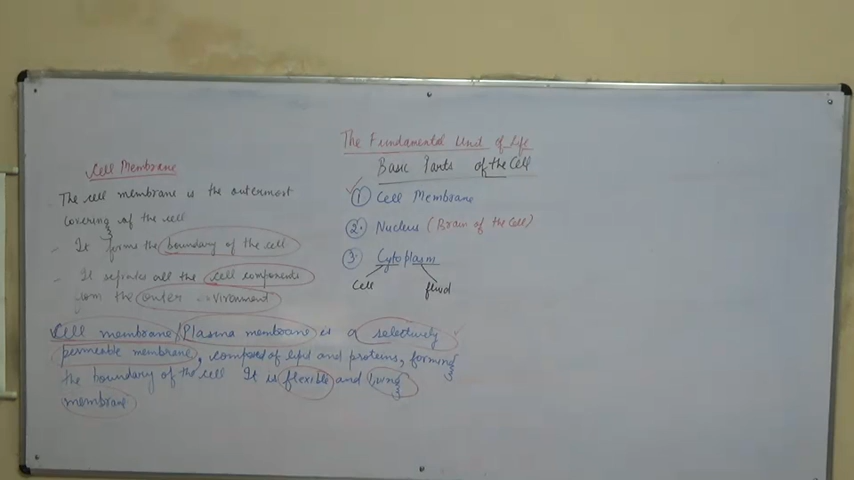 The Fundamental Unit of Life
Basic Parts of the Cell
① Cell Membrane
②. Nucleus (Brain of the Cell)
③. Cytoplasm
Cell fluid
Cell Membrane
The cell membrane is the outermost
covering of the cell
- It forms the boundary of the cell
- It seprates all the cell components
from the outer vironment
Cell membrane/Plasma membrane is a selectively
permeable membrane, composed of lipid and proteins, forming
the boundary of the cell It is flexible and living
membrane